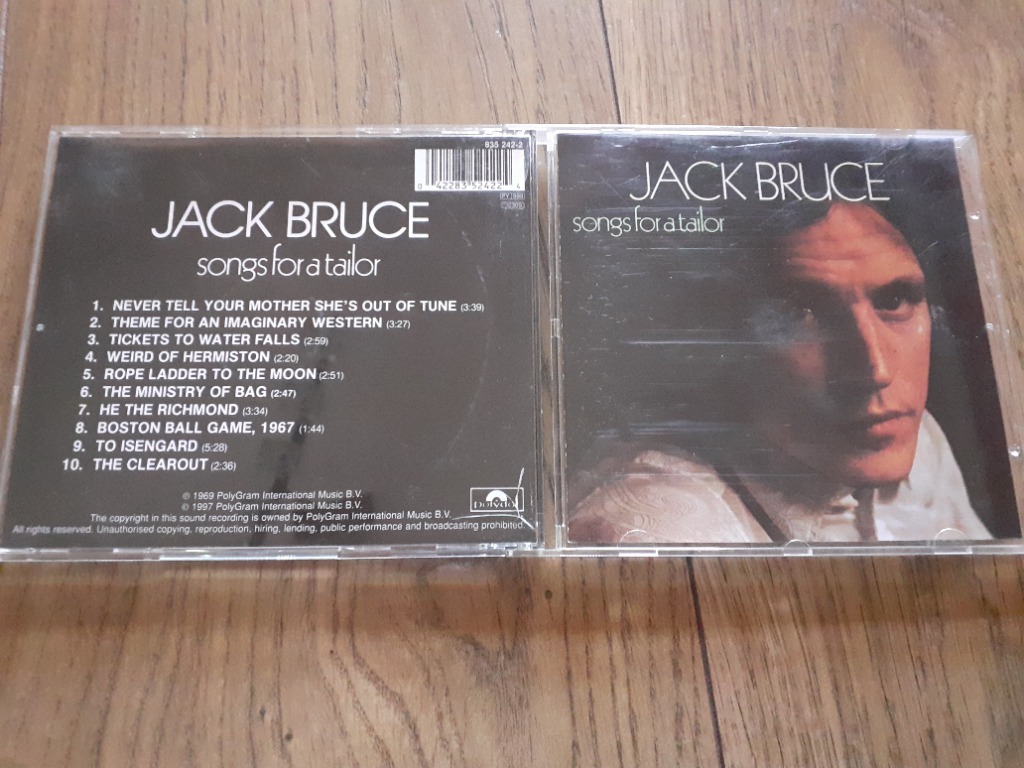 835 242-2
0 42283 52422 4
JACK BRUCE
songs for a tailor
1. NEVER TELL YOUR MOTHER SHE'S OUT OF TUNE (3:39)
2. THEME FOR AN IMAGINARY WESTERN (3:27)
3. TICKETS TO WATER FALLS (2:59)
4. WEIRD OF HERMISTON (2:20)
5. ROPE LADDER TO THE MOON (2:51)
6. THE MINISTRY OF BAG (2:47)
7. HE THE RICHMOND (3:34)
8. BOSTON BALL GAME, 1967 (1:44)
9. TO ISENGARD (5:28)
10. THE CLEAROUT (2:36)
℗ 1969 PolyGram International Music B.V.
© 1997 PolyGram International Music B.V.
The copyright in this sound recording is owned by PolyGram International Music B.V.
All rights reserved. Unauthorised copying, reproduction, hiring, lending, public performance and broadcasting prohibited.
Polydor
JACK BRUCE
songs for a tailor